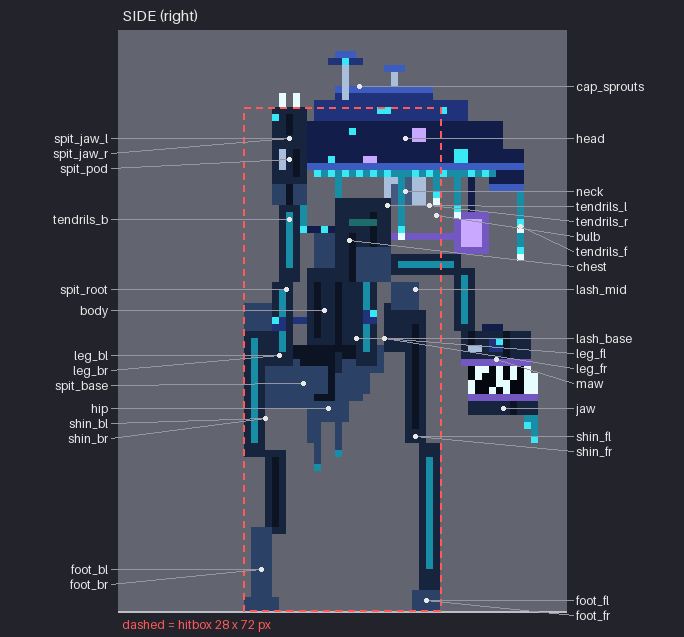 SIDE (right)
cap_sprouts
spit_jaw_l
head
spit_jaw_r
spit_pod
neck
tendrils_l
tendrils_b
tendrils_r
bulb
tendrils_f
chest
spit_root
lash_mid
body
lash_base
leg_bl
leg_fl
leg_br
leg_fr
spit_base
maw
hip
jaw
shin_bl
shin_br
shin_fl
shin_fr
foot_bl
foot_br
foot_fl
foot_fr
dashed = hitbox 28 x 72 px